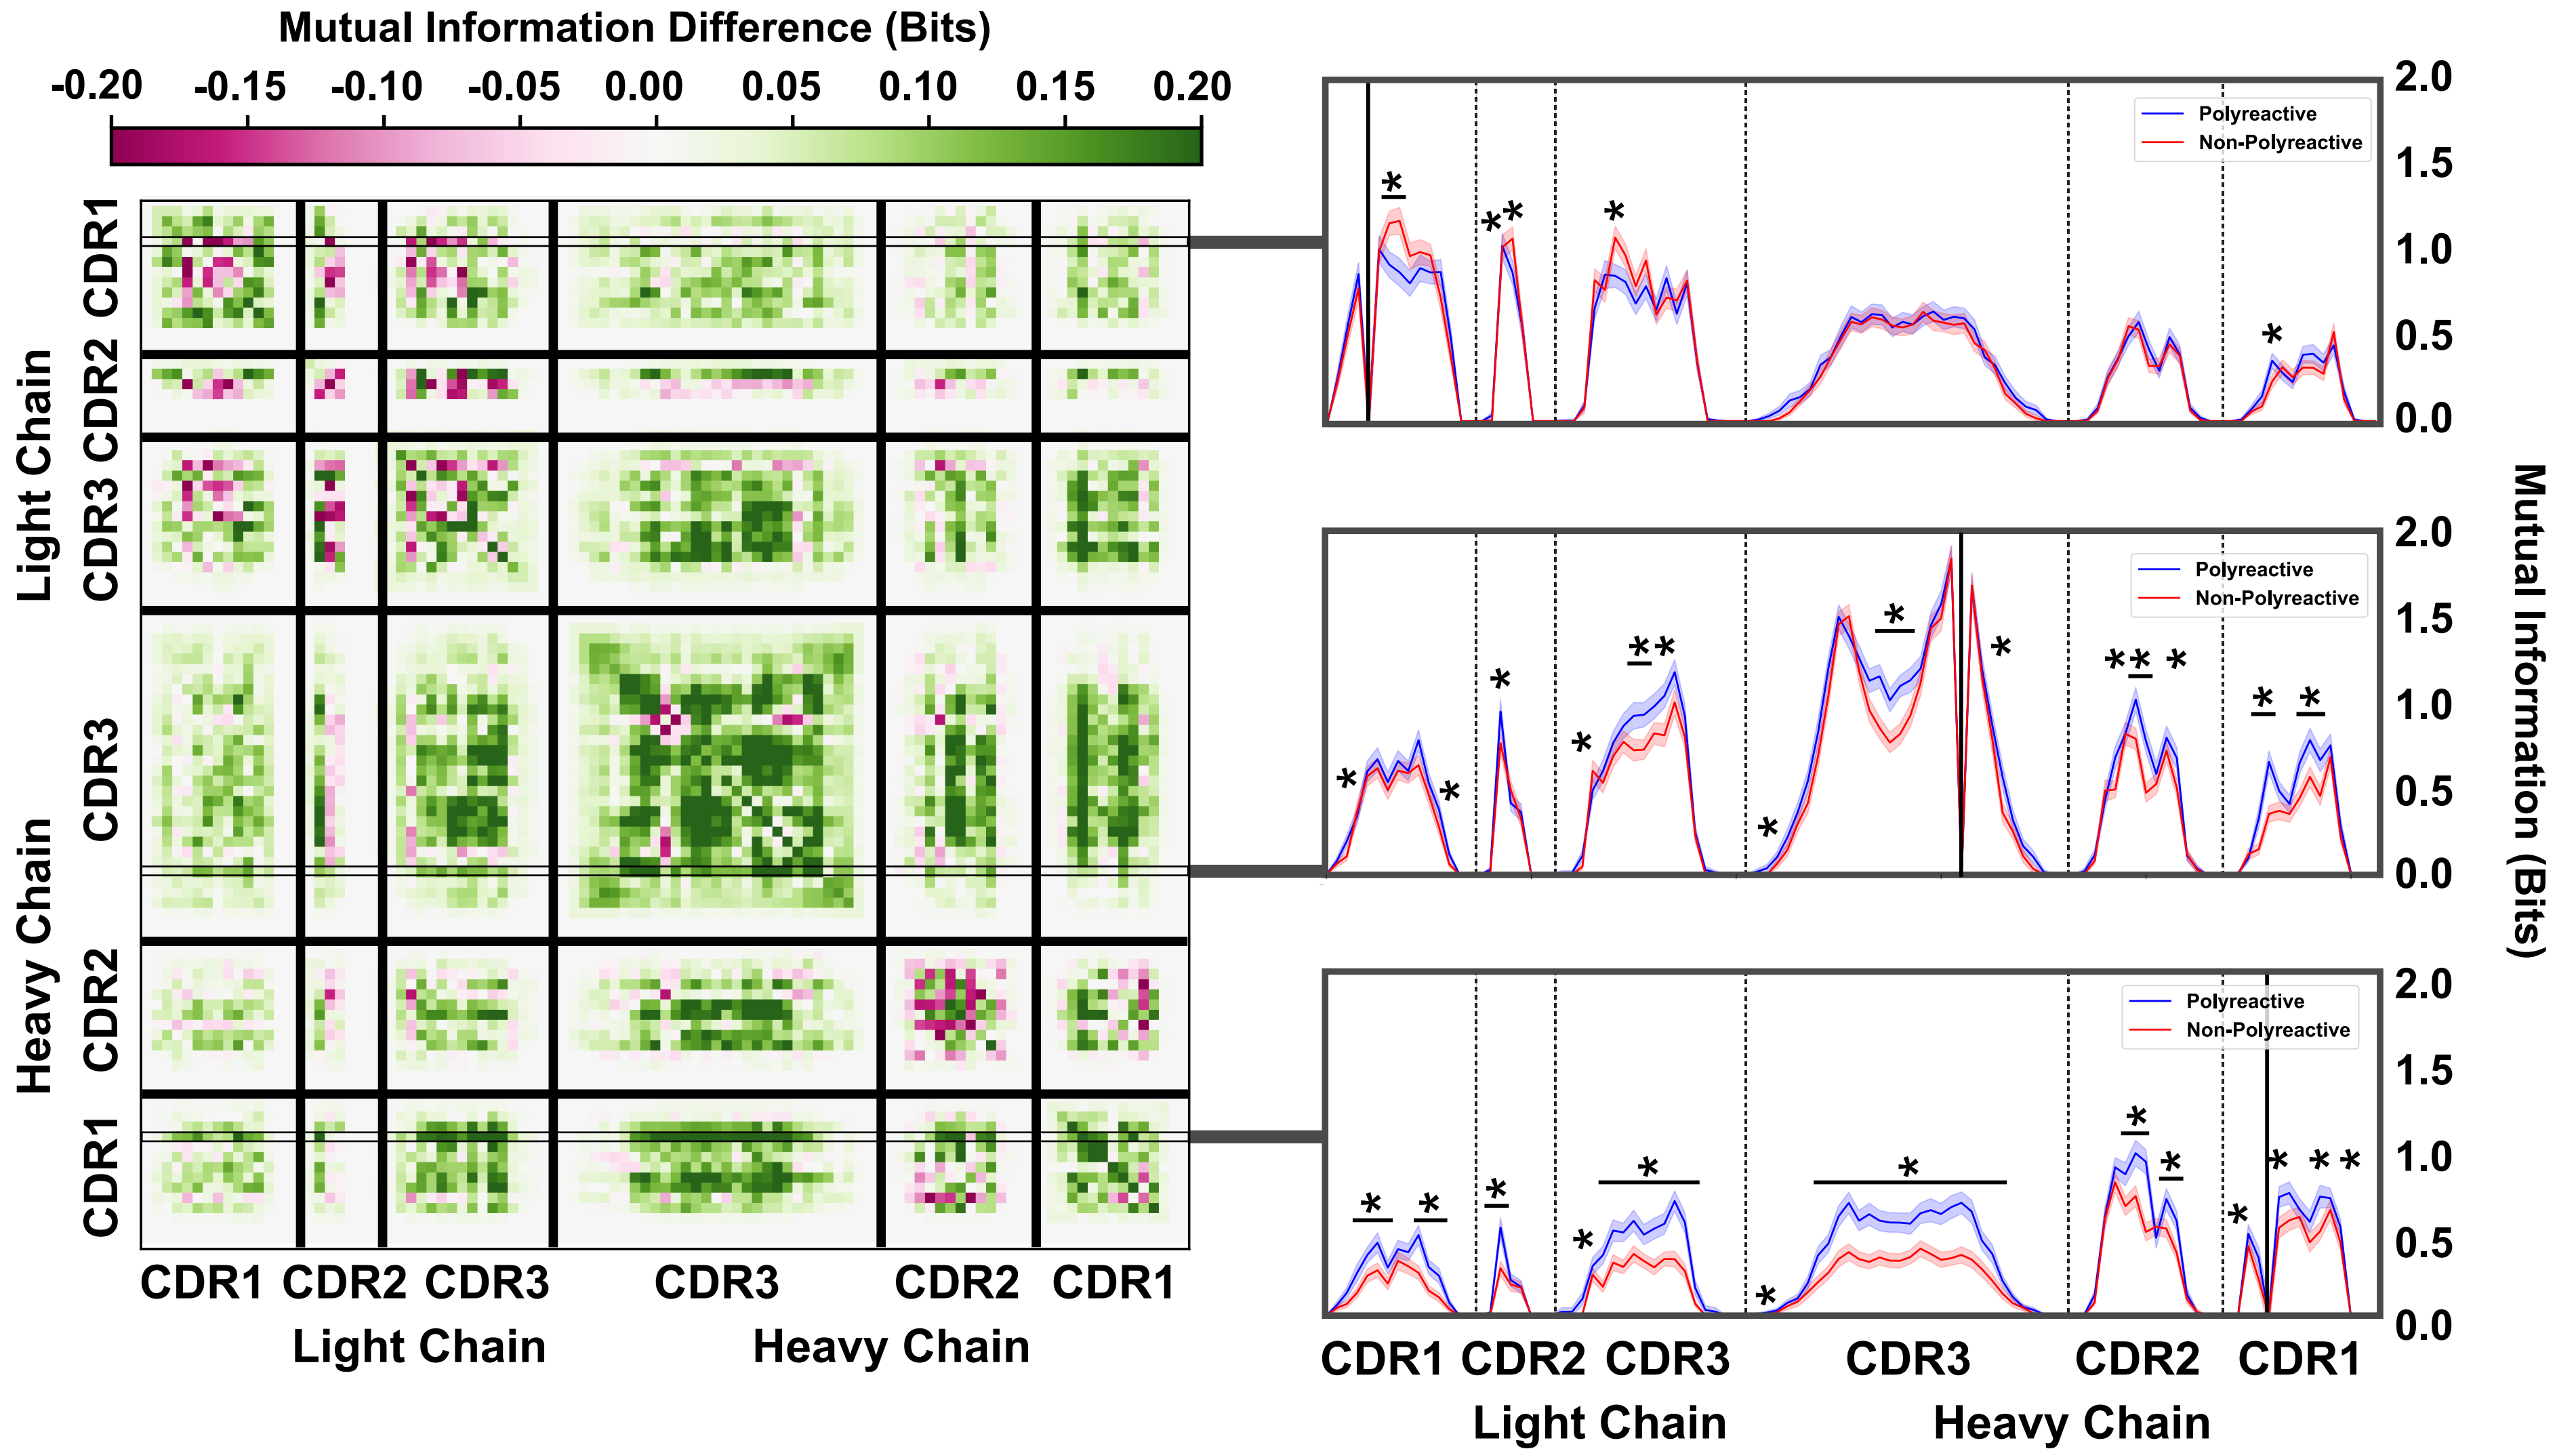 Mutual Information Difference (Bits)
-0.20 -0.15 -0.10 -0.05 0.00 0.05 0.10 0.15 0.20
Light Chain
CDR1
CDR2
CDR3
Heavy Chain
CDR3
CDR2
CDR1
CDR1 CDR2 CDR3 CDR3 CDR2 CDR1
Light Chain Heavy Chain
Polyreactive
Non-Polyreactive
* * * * *
2.0
1.5
1.0
0.5
0.0
Polyreactive
Non-Polyreactive
* * * * * * * * * * * * * *
2.0
1.5
1.0
0.5
0.0
Polyreactive
Non-Polyreactive
* * * * * * * * * * * * *
2.0
1.5
1.0
0.5
0.0
Mutual Information (Bits)
CDR1 CDR2 CDR3 CDR3 CDR2 CDR1
Light Chain Heavy Chain